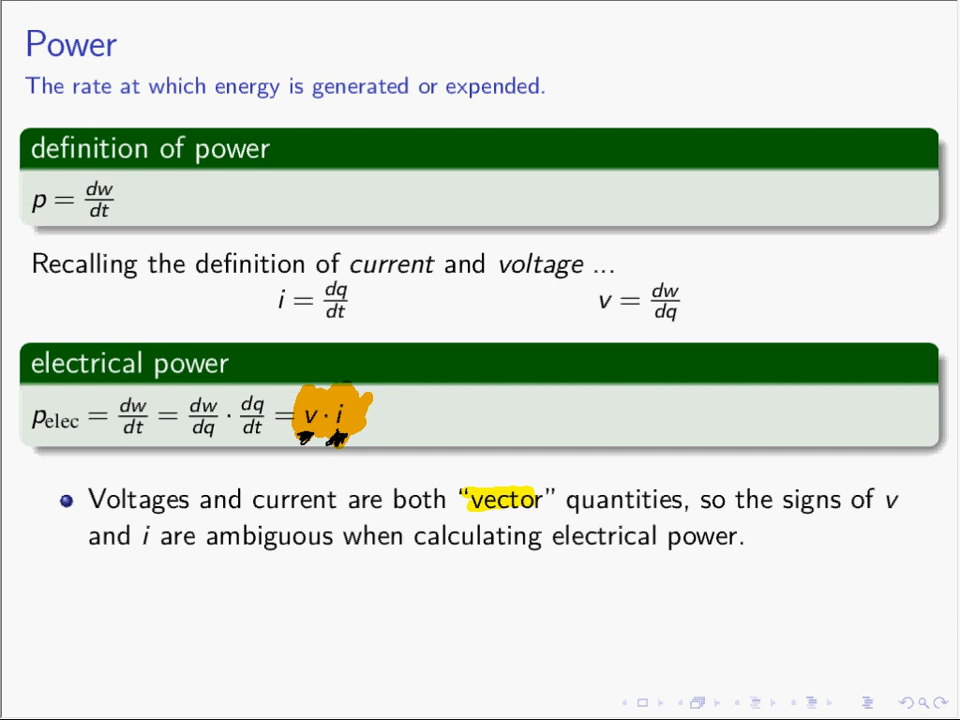 Power
The rate at which energy is generated or expended.
definition of power
p = dw/dt
Recalling the definition of current and voltage ...
i = dq/dt    v = dw/dq
electrical power
p_elec = dw/dt = dw/dq · dq/dt = v · i
Voltages and current are both “vector” quantities, so the signs of v
and i are ambiguous when calculating electrical power.